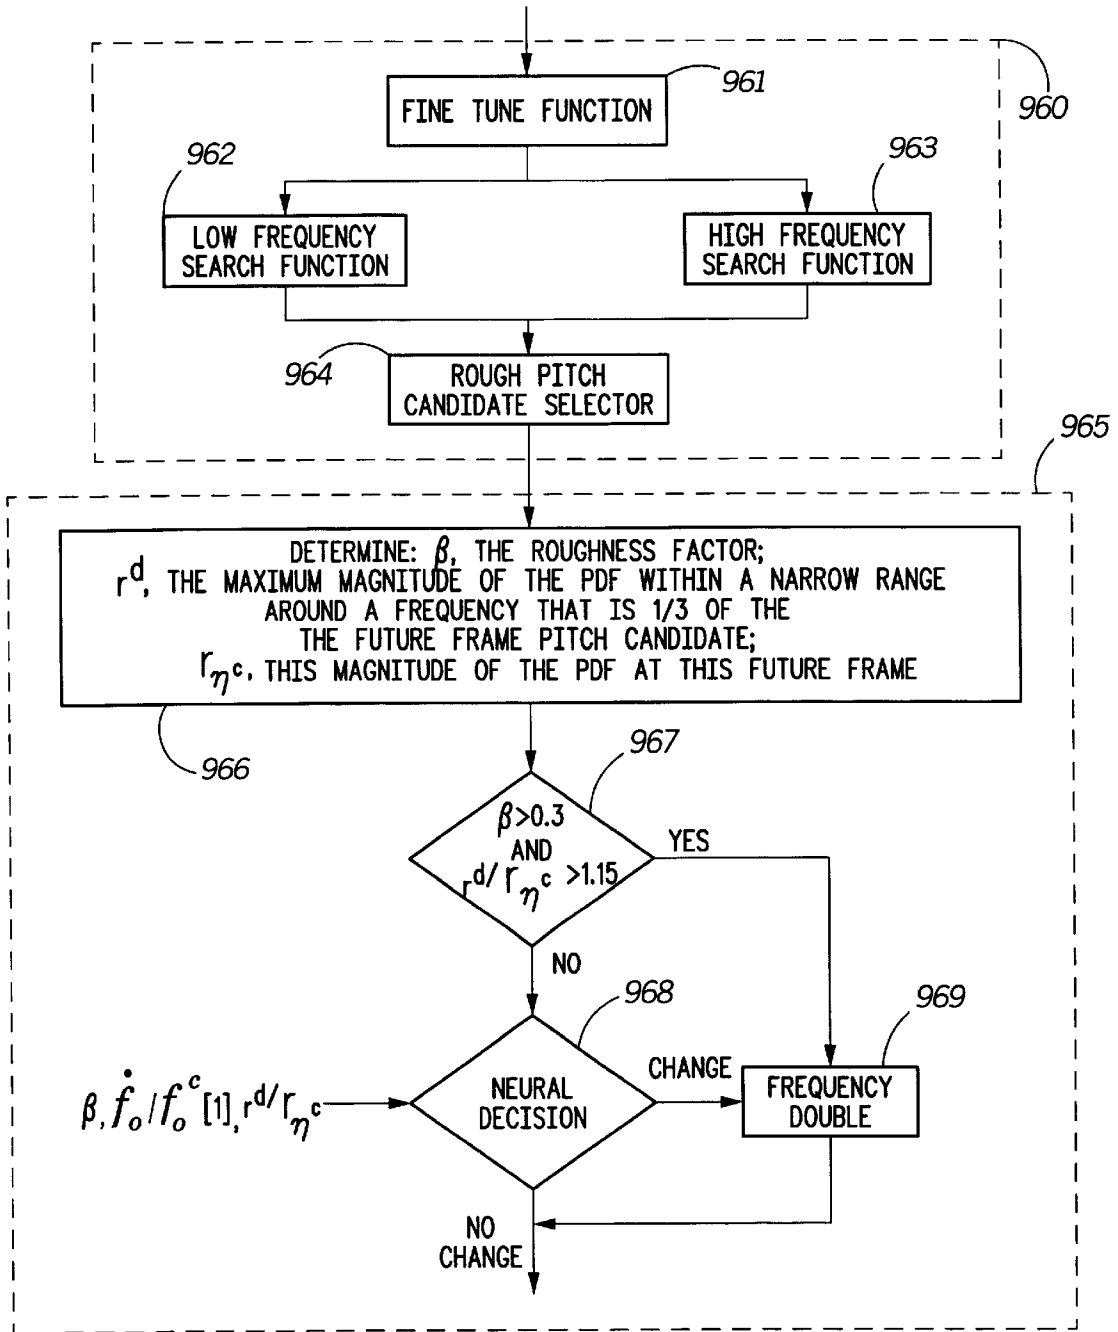 961
960
FINE TUNE FUNCTION
962
963
LOW FREQUENCY
SEARCH FUNCTION
HIGH FREQUENCY
SEARCH FUNCTION
964
ROUGH PITCH
CANDIDATE SELECTOR
965
DETERMINE: β, THE ROUGHNESS FACTOR;
r^d, THE MAXIMUM MAGNITUDE OF THE PDF WITHIN A NARROW RANGE
AROUND A FREQUENCY THAT IS 1/3 OF THE
THE FUTURE FRAME PITCH CANDIDATE;
r_η^c, THIS MAGNITUDE OF THE PDF AT THIS FUTURE FRAME
966
967
β>0.3
AND
r^d/r_η^c >1.15
YES
NO
968
969
NEURAL
DECISION
CHANGE
FREQUENCY
DOUBLE
β, ḟ_o/f_o^c[1], r^d/r_η^c
NO
CHANGE